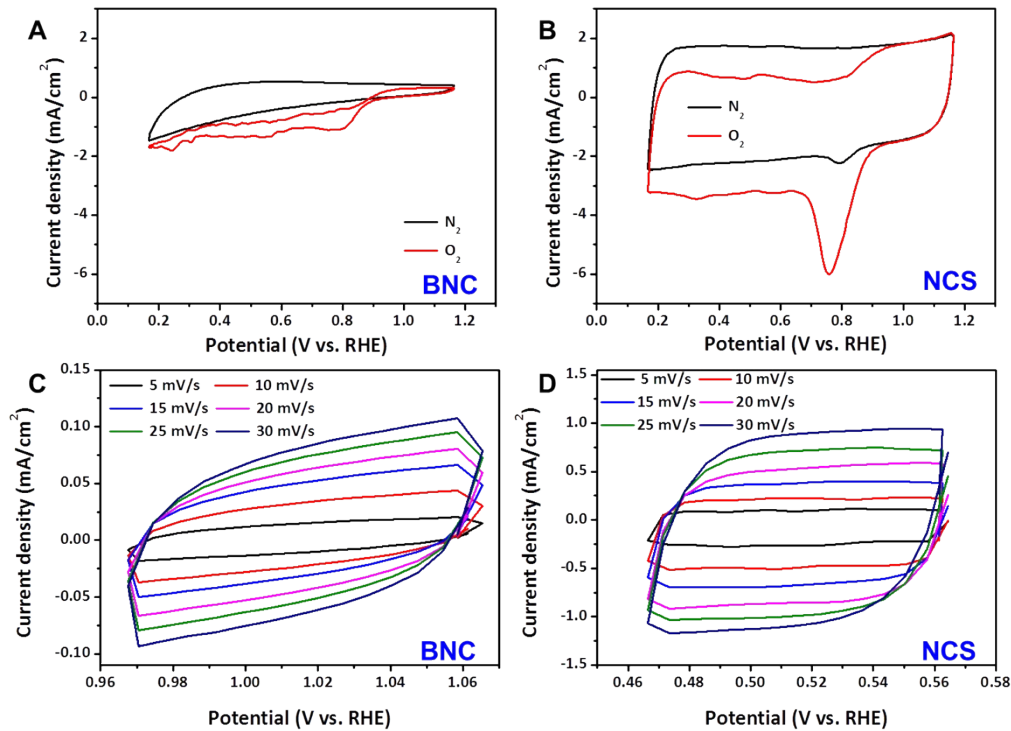 A
Current density (mA/cm²)
2
0
-2
-4
-6
N₂
O₂
BNC
0.0 0.2 0.4 0.6 0.8 1.0 1.2
Potential (V vs. RHE)
B
Current density (mA/cm²)
2
0
-2
-4
-6
N₂
O₂
NCS
0.0 0.2 0.4 0.6 0.8 1.0 1.2
Potential (V vs. RHE)
C
Current density (mA/cm²)
0.15
0.10
0.05
0.00
-0.05
-0.10
5 mV/s 10 mV/s
15 mV/s 20 mV/s
25 mV/s 30 mV/s
BNC
0.96 0.98 1.00 1.02 1.04 1.06
Potential (V vs. RHE)
D
Current density (mA/cm²)
1.5
1.0
0.5
0.0
-0.5
-1.0
-1.5
5 mV/s 10 mV/s
15 mV/s 20 mV/s
25 mV/s 30 mV/s
NCS
0.46 0.48 0.50 0.52 0.54 0.56 0.58
Potential (V vs. RHE)